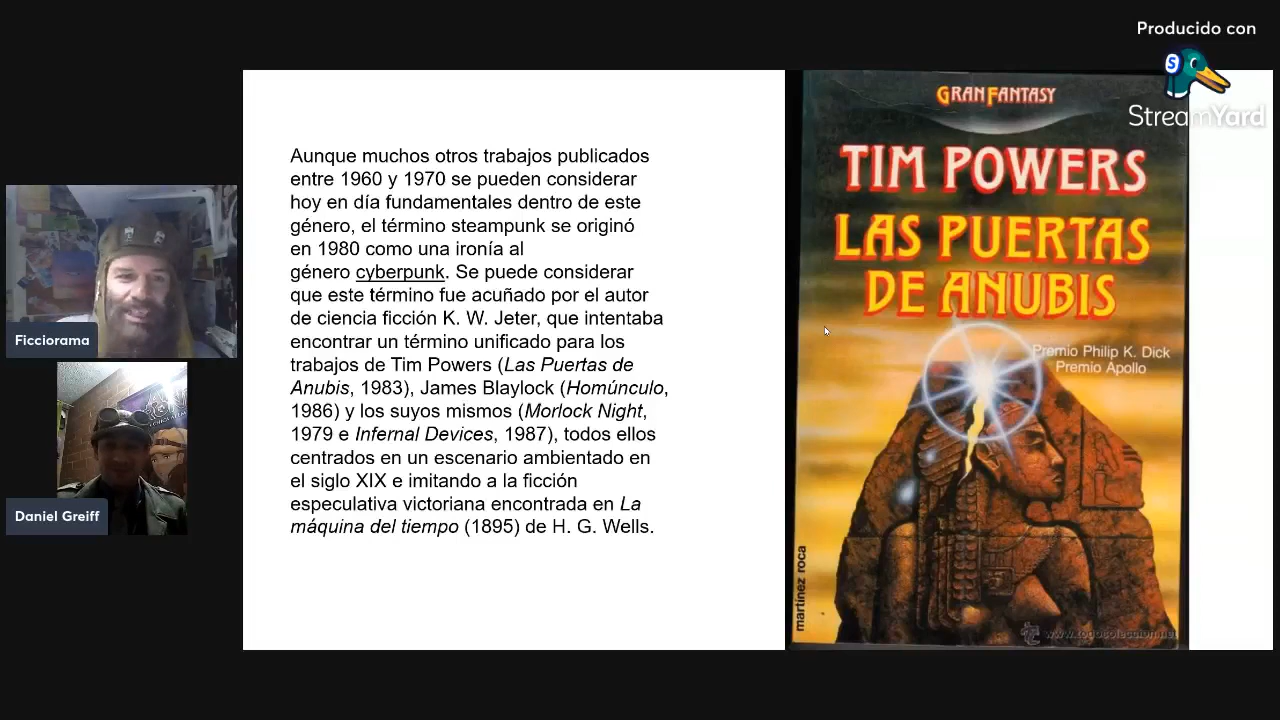 Producido con
StreamYard
Aunque muchos otros trabajos publicados
entre 1960 y 1970 se pueden considerar
hoy en día fundamentales dentro de este
género, el término steampunk se originó
en 1980 como una ironía al
género cyberpunk. Se puede considerar
que este término fue acuñado por el autor
de ciencia ficción K. W. Jeter, que intentaba
encontrar un término unificado para los
trabajos de Tim Powers (Las Puertas de
Anubis, 1983), James Blaylock (Homúnculo,
1986) y los suyos mismos (Morlock Night,
1979 e Infernal Devices, 1987), todos ellos
centrados en un escenario ambientado en
el siglo XIX e imitando a la ficción
especulativa victoriana encontrada en La
máquina del tiempo (1895) de H. G. Wells.
GRAN FANTASY
TIM POWERS
LAS PUERTAS
DE ANUBIS
Premio Philip K. Dick
Premio Apollo
martínez roca
www.todocoleccion.net
Ficciorama
Daniel Greiff